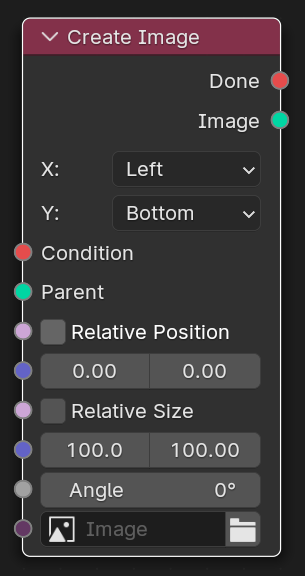 Create Image
Done
Image
X: Left
Y: Bottom
Condition
Parent
Relative Position
0.00 0.00
Relative Size
100.0 100.00
Angle 0°
Image